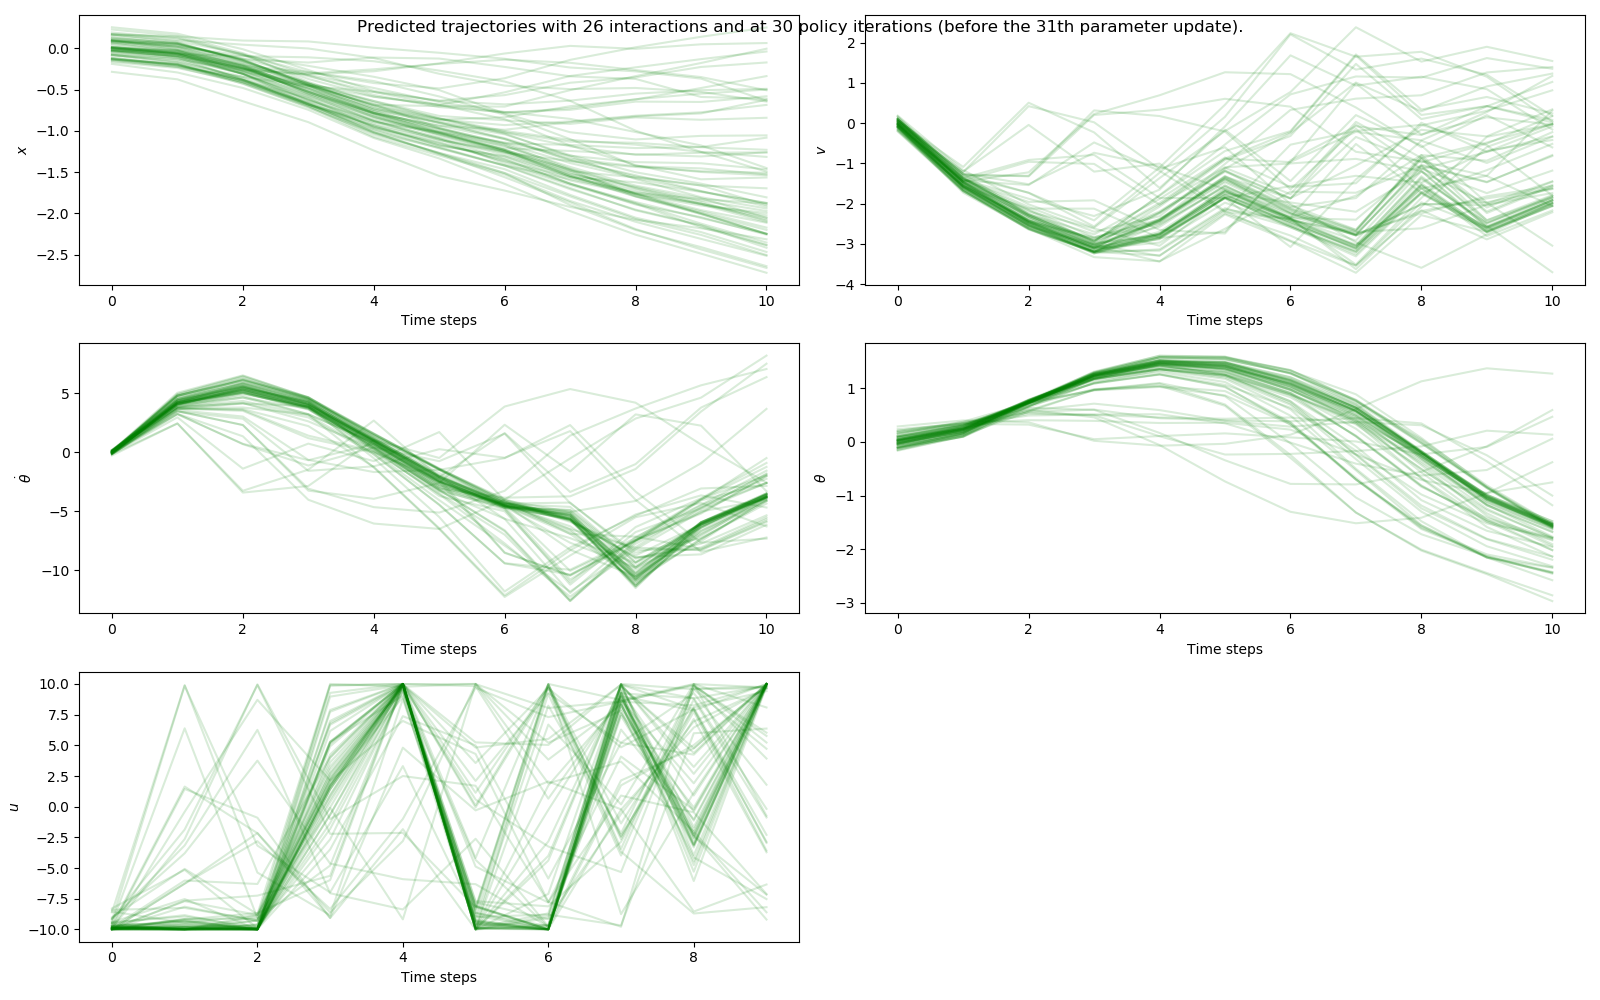 Predicted trajectories with 26 interactions and at 30 policy iterations (before the 31th parameter update).
0.0
−0.5
−1.0
−1.5
−2.0
−2.5
x
0 2 4 6 8 10
Time steps
2
1
0
−1
−2
−3
−4
v
0 2 4 6 8 10
Time steps
5
0
−5
−10
θ̇
0 2 4 6 8 10
Time steps
1
0
−1
−2
−3
θ
0 2 4 6 8 10
Time steps
10.0
7.5
5.0
2.5
0.0
−2.5
−5.0
−7.5
−10.0
u
0 2 4 6 8
Time steps